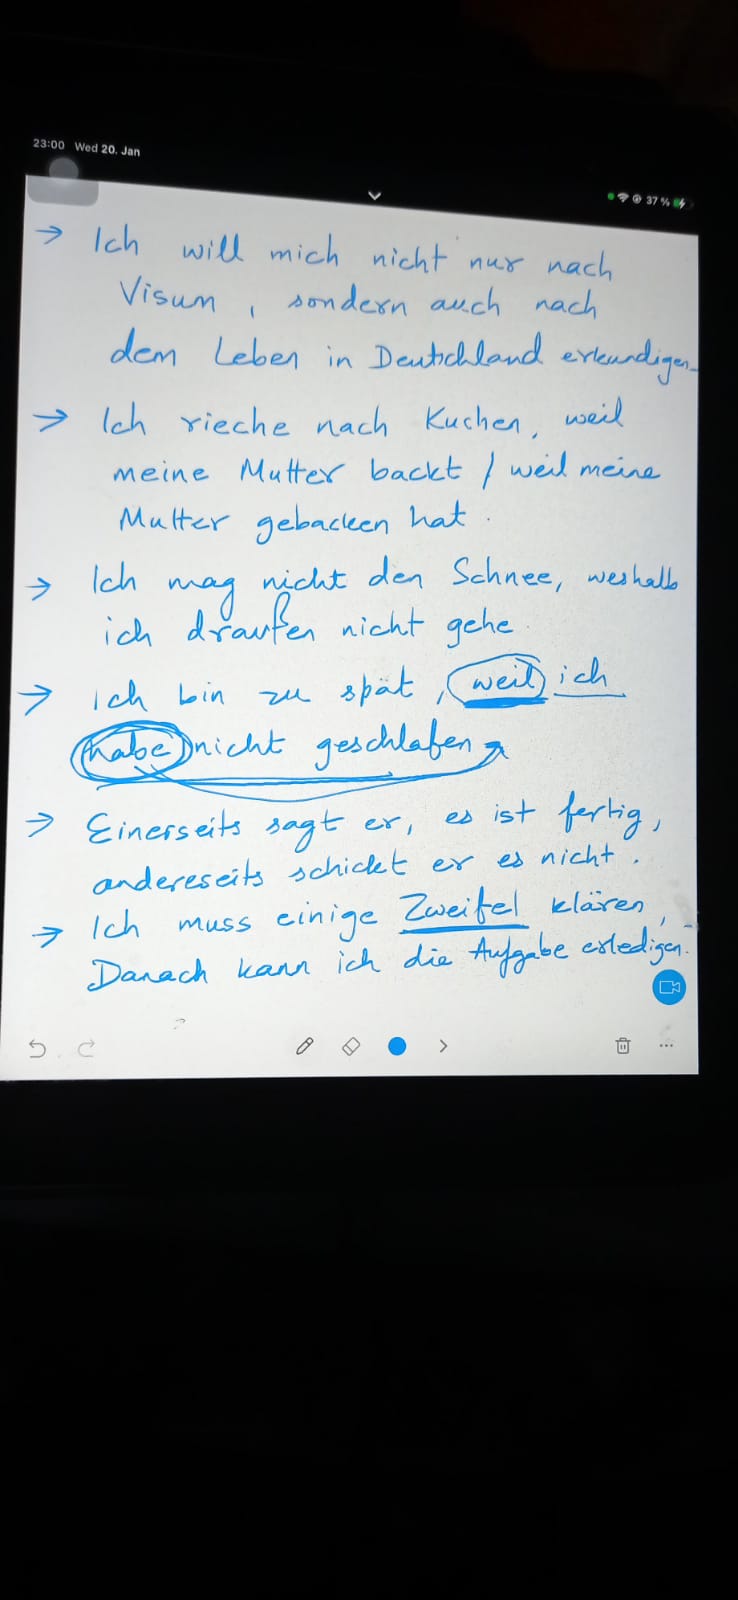 23:00 Wed 20. Jan
37 %
→ Ich will mich nicht nur nach
Visum, sondern auch nach
dem Leben in Deutschland erkundigen.
→ Ich rieche nach Kuchen, weil
meine Mutter backt / weil meine
Mutter gebacken hat.
→ Ich mag nicht den Schnee, weshalb
ich draußen nicht gehe.
→ Ich bin zu spät, weil ich
habe nicht geschlafen
→ Einerseits sagt er, es ist fertig,
andereseits schickt er es nicht.
→ Ich muss einige Zweifel klären,
Danach kann ich die Aufgabe erledigen.